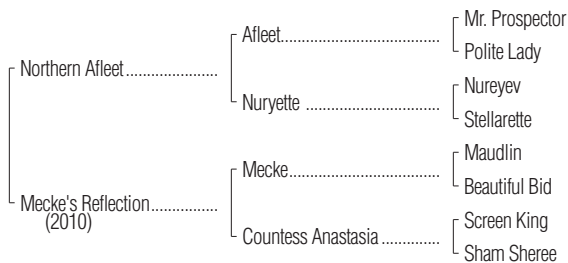 Mr. Prospector
Afleet
Polite Lady
Northern Afleet
Nureyev
Nuryette
Stellarette
Maudlin
Mecke
Beautiful Bid
Mecke's Reflection
(2010)
Screen King
Countess Anastasia
Sham Sheree